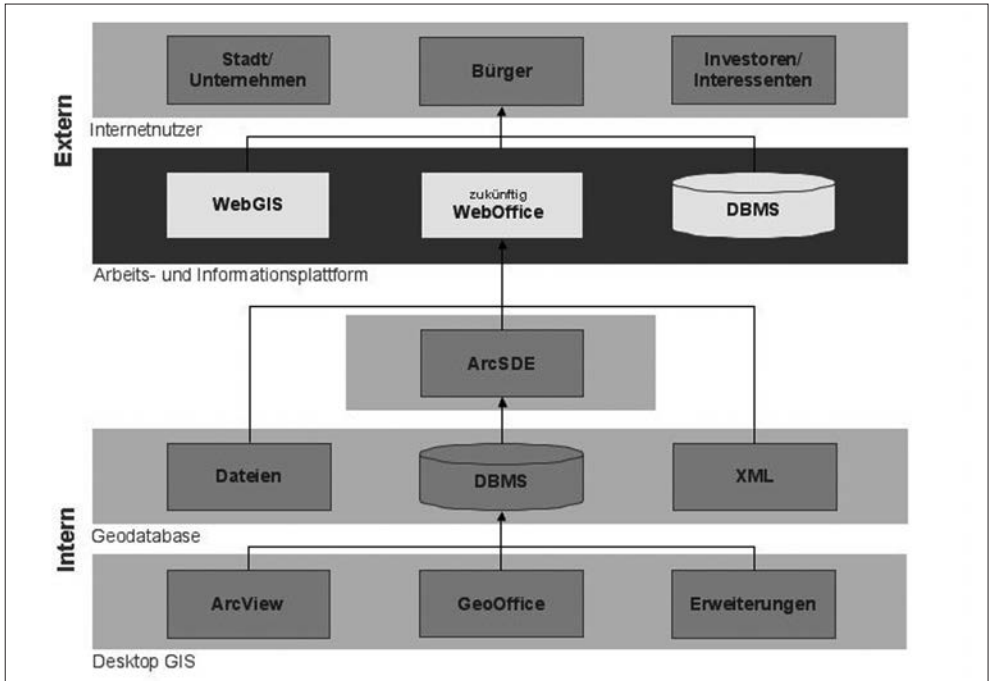 Extern
Stadt/
Unternehmen
Bürger
Investoren/
Interessenten
Internetnutzer
WebGIS
zukünftig
WebOffice
DBMS
Arbeits- und Informationsplattform
ArcSDE
Intern
Dateien
DBMS
XML
Geodatabase
ArcView
GeoOffice
Erweiterungen
Desktop GIS